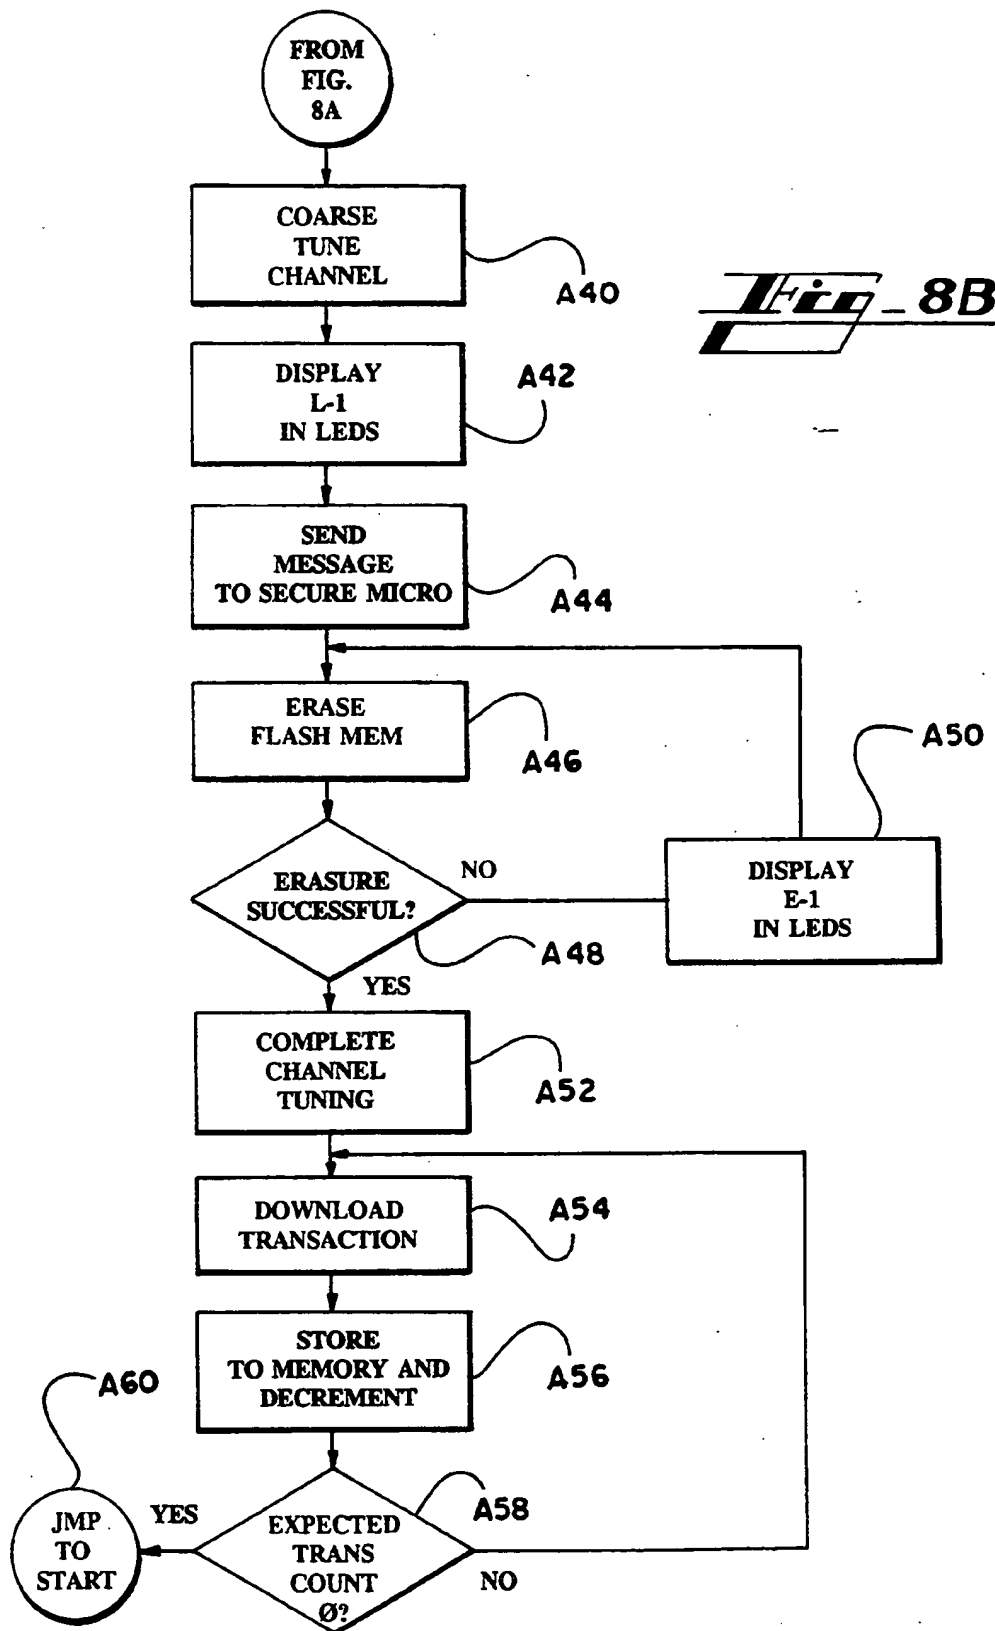 FROM
FIG.
8A
COARSE
TUNE
CHANNEL
A40
Fig_8B
DISPLAY
L-1
IN LEDS
A42
SEND
MESSAGE
TO SECURE MICRO
A44
ERASE
FLASH MEM
A46
A50
ERASURE
SUCCESSFUL?
NO
A48
DISPLAY
E-1
IN LEDS
YES
COMPLETE
CHANNEL
TUNING
A52
DOWNLOAD
TRANSACTION
A54
STORE
TO MEMORY AND
DECREMENT
A56
A60
JMP
TO
START
YES
EXPECTED
TRANS
COUNT
Ø?
A58
NO